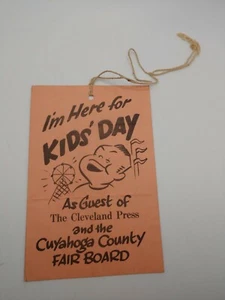 I'm Here for
KIDS' DAY
As Guest of
The Cleveland Press
and the
Cuyahoga County
FAIR BOARD